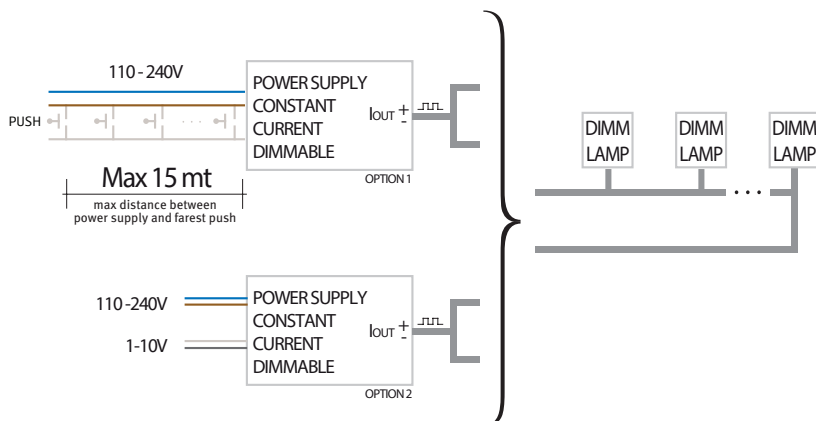 110 - 240V
PUSH
POWER SUPPLY
CONSTANT
CURRENT
DIMMABLE
IOUT +
-
OPTION 1
Max 15 mt
max distance between
power supply and farest push
110 -240V
1-10V
POWER SUPPLY
CONSTANT
CURRENT
DIMMABLE
IOUT +
-
OPTION 2
DIMM
LAMP
DIMM
LAMP
...
DIMM
LAMP